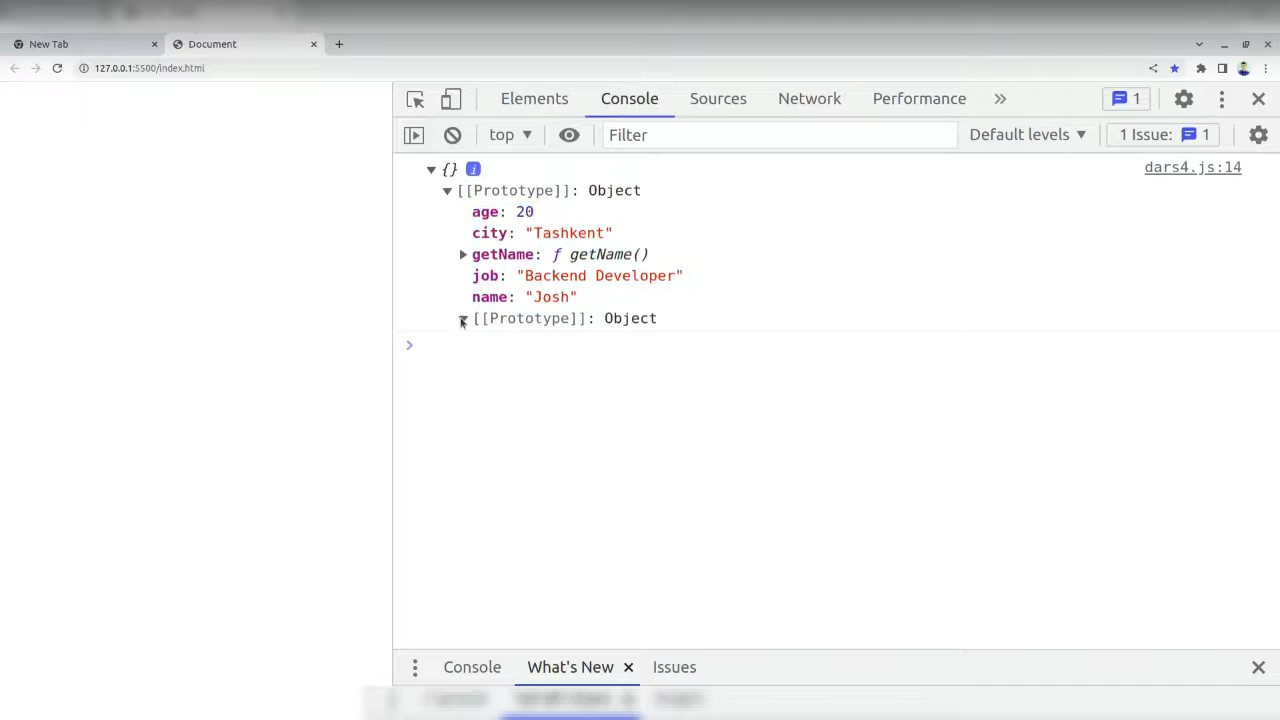 New Tab
Document
127.0.0.1:5500/index.html
Elements Console Sources Network Performance » 1
top ▼ Filter Default levels ▼ 1 Issue: 1
▼ {} i dars4.js:14
▼ [[Prototype]]: Object
age: 20
city: "Tashkent"
▶ getName: ƒ getName()
job: "Backend Developer"
name: "Josh"
[[Prototype]]: Object
Console What's New Issues